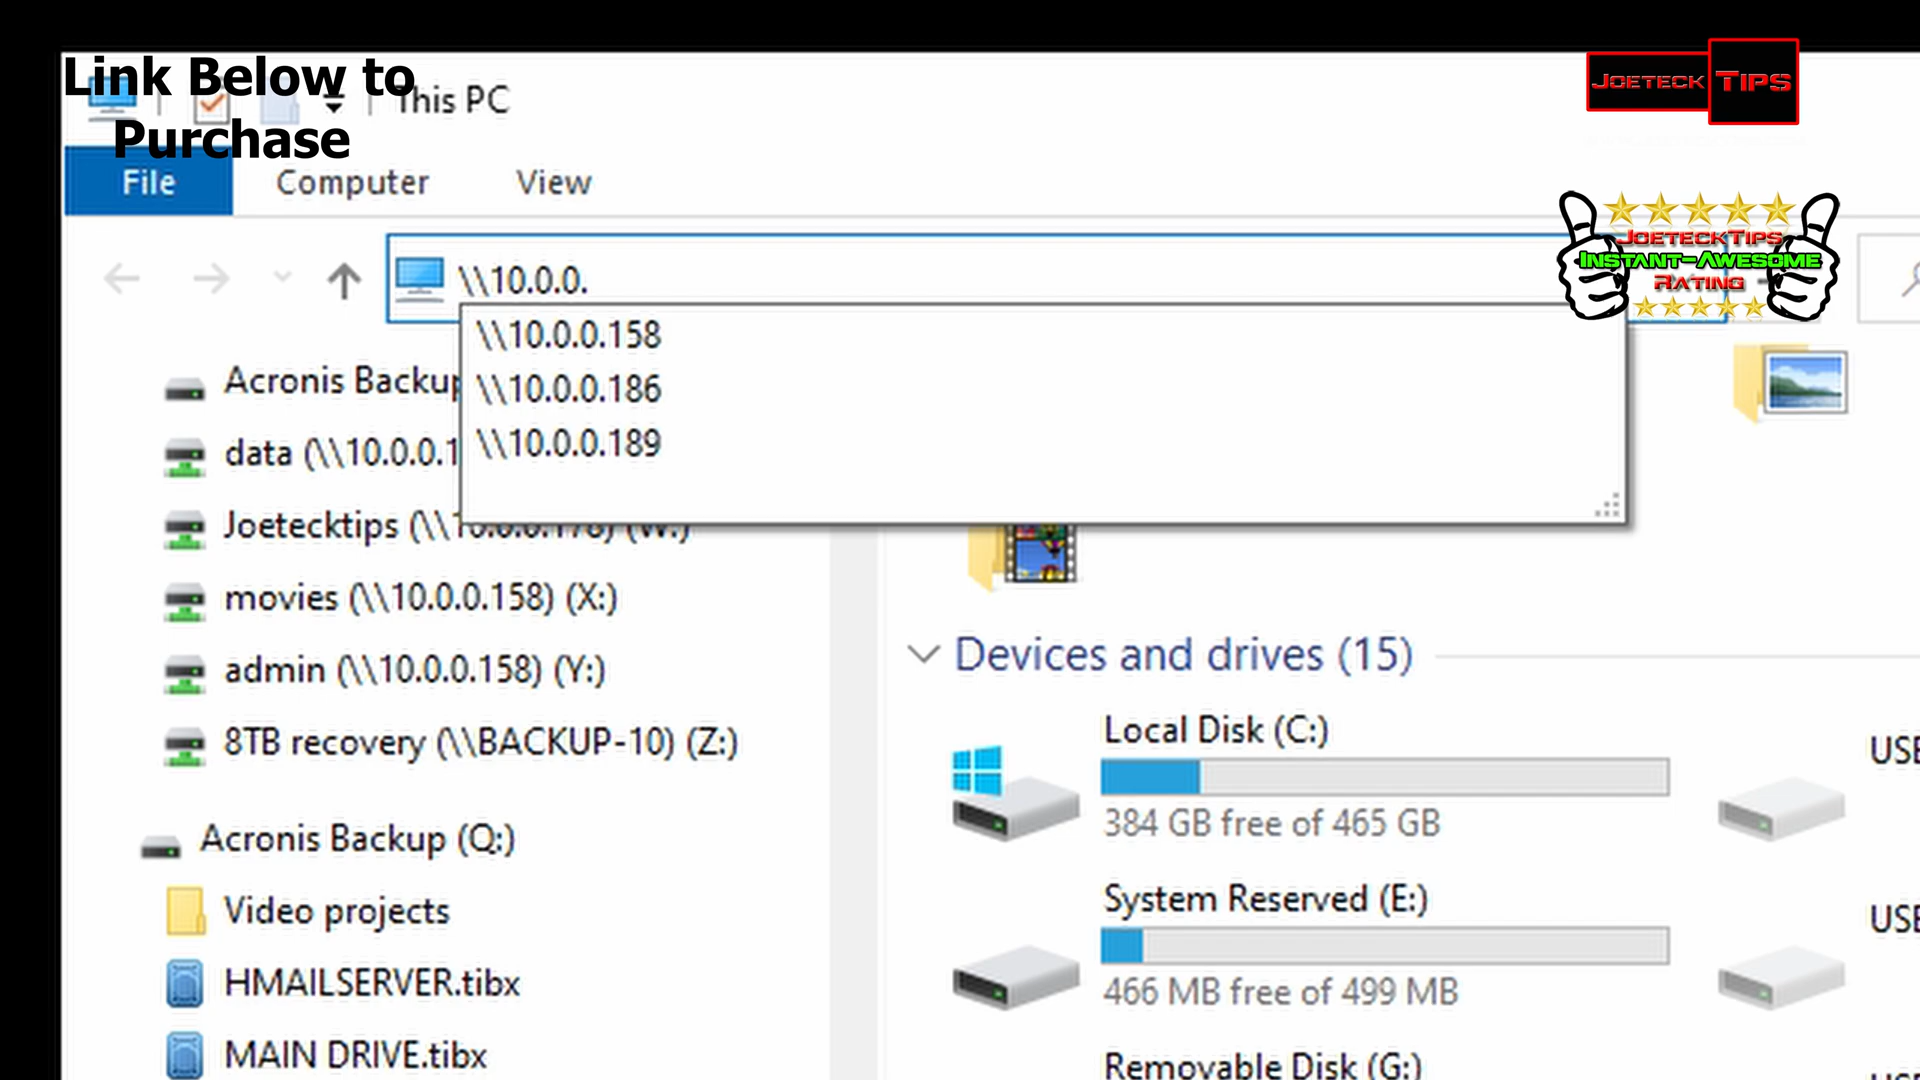 Link Below to
Purchase
This PC
JOETECK TIPS
File
Computer
View
JOETECKTIPS
INSTANT-AWESOME
RATING
\\10.0.0.
\\10.0.0.158
\\10.0.0.186
\\10.0.0.189
Acronis Backup
data (\\10.0.0.1
Joetecktips (\\10.0.0.178) (W:)
movies (\\10.0.0.158) (X:)
admin (\\10.0.0.158) (Y:)
8TB recovery (\\BACKUP-10) (Z:)
Acronis Backup (Q:)
Video projects
HMAILSERVER.tibx
MAIN DRIVE.tibx
Devices and drives (15)
Local Disk (C:)
384 GB free of 465 GB
System Reserved (E:)
466 MB free of 499 MB
Removable Disk (G:)
USB
USB